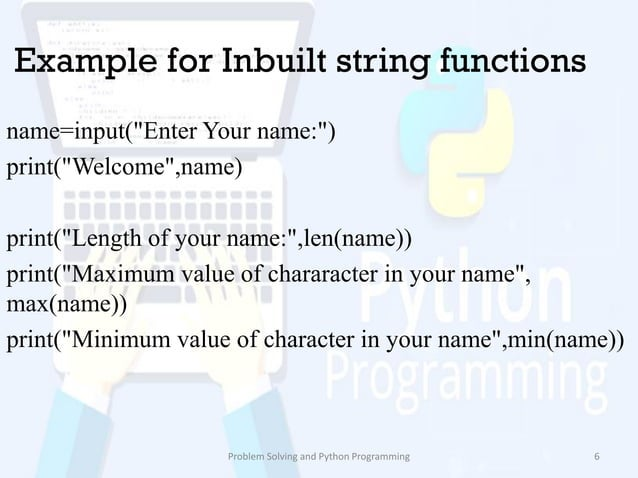 Example for Inbuilt string functions
name=input("Enter Your name:")
print("Welcome",name)
print("Length of your name:",len(name))
print("Maximum value of chararacter in your name",
max(name))
print("Minimum value of character in your name",min(name))
Python
Programming
Problem Solving and Python Programming
6